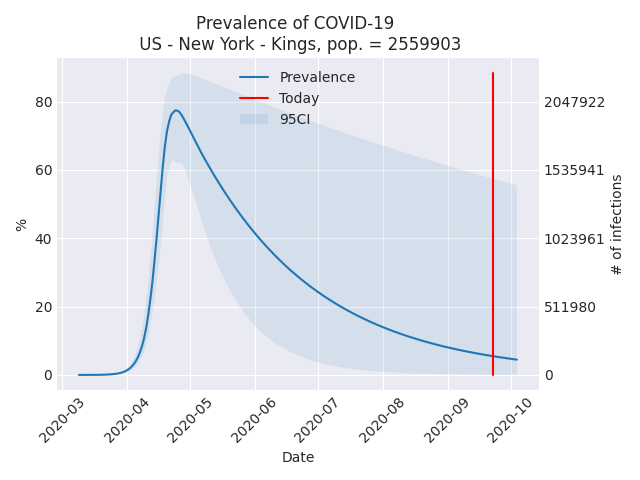 Prevalence of COVID-19
US - New York - Kings, pop. = 2559903
Prevalence
Today
95CI
80
60
40
20
0
%
2047922
1535941
1023961
511980
0
# of infections
2020-03
2020-04
2020-05
2020-06
2020-07
2020-08
2020-09
2020-10
Date